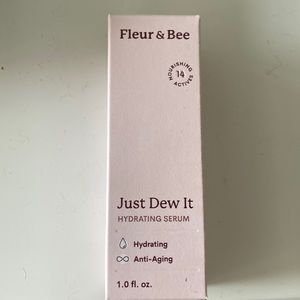 Fleur & Bee
NOURISHING
14
ACTIVES
Just Dew It
HYDRATING SERUM
Hydrating
Anti-Aging
1.0 fl. oz.